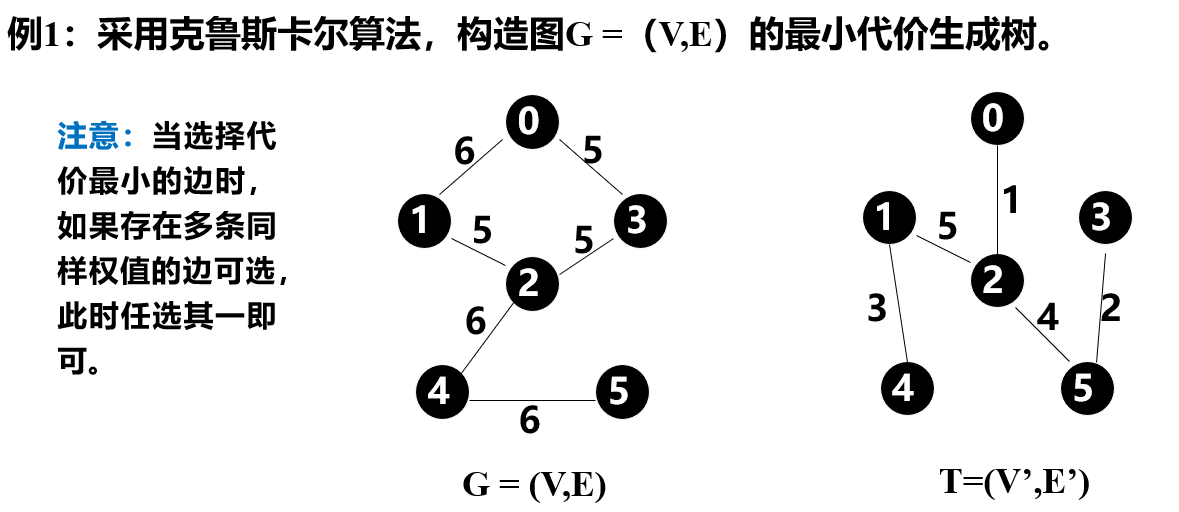 例1：采用克鲁斯卡尔算法，构造图G =（V,E）的最小代价生成树。
注意：当选择代
价最小的边时，
如果存在多条同
样权值的边可选，
此时任选其一即
可。
0
6
5
1
3
5
5
2
6
4
5
6
G = (V,E)
0
1
1
3
5
2
3
4
2
4
5
T=(V’,E’)